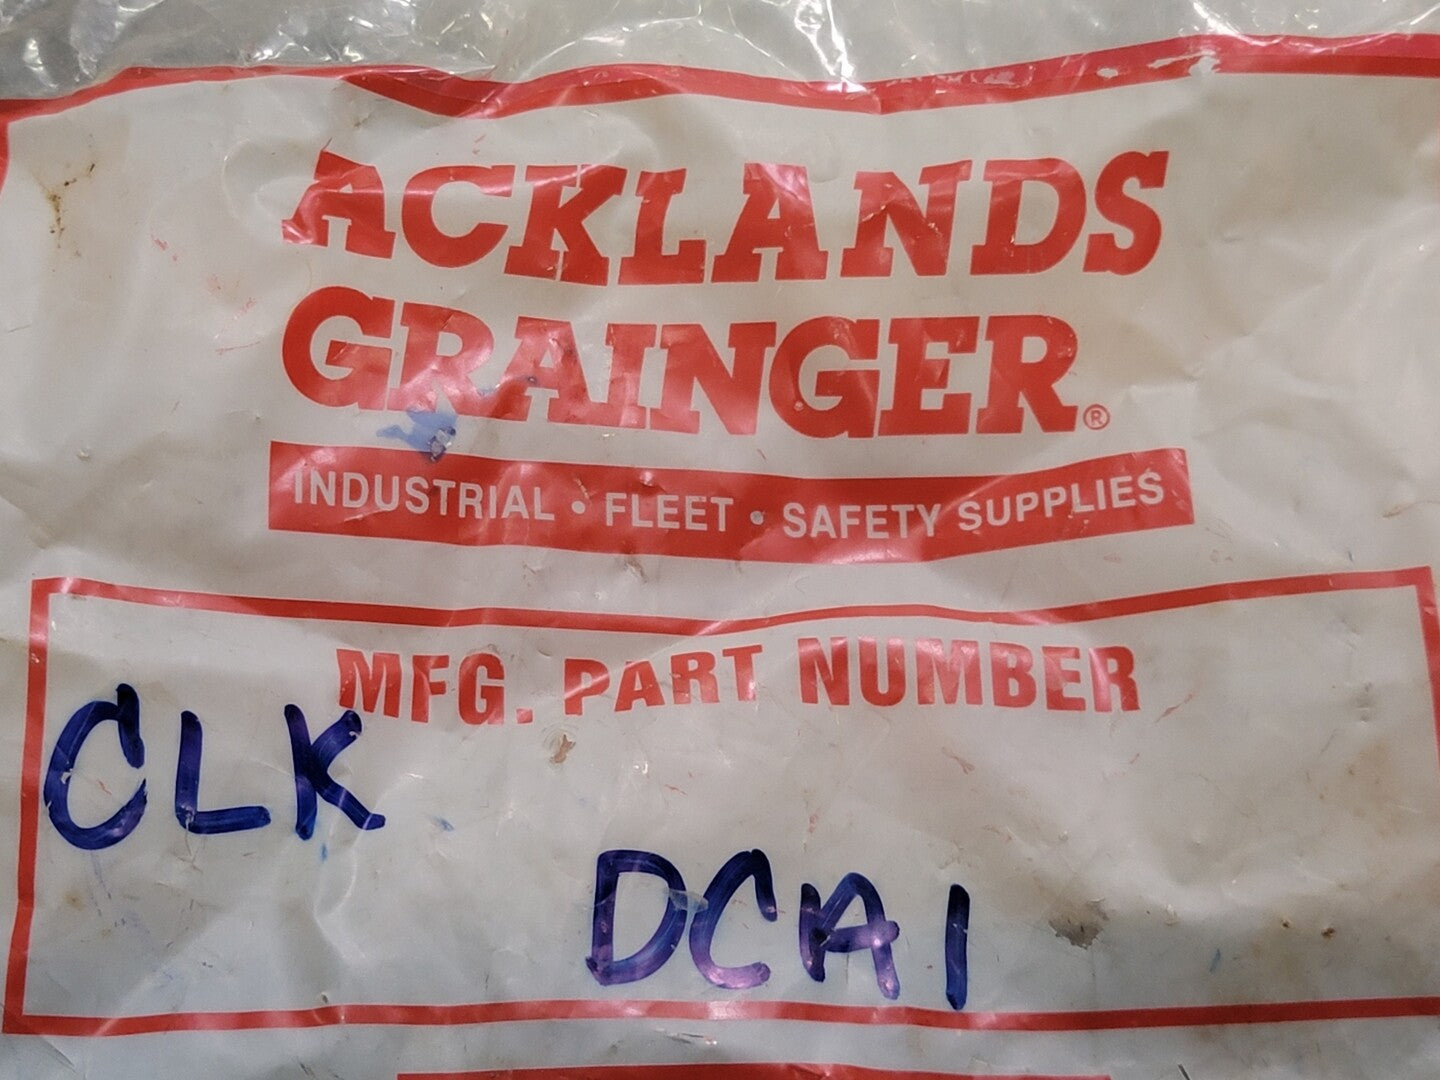 ACKLANDS
GRAINGER®
INDUSTRIAL • FLEET • SAFETY SUPPLIES
MFG. PART NUMBER
CLK
DCA1